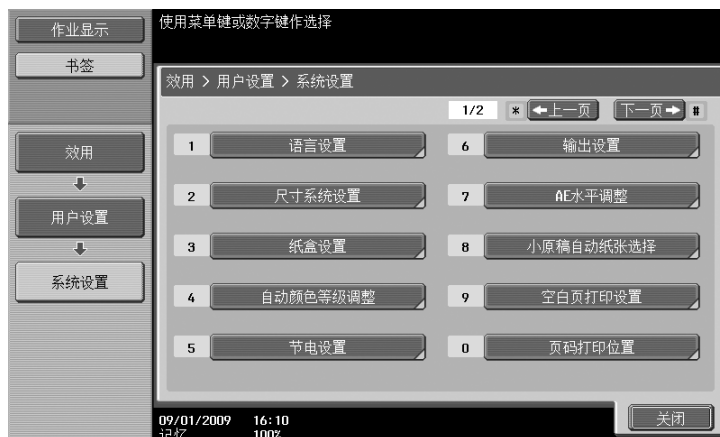 作业显示
使用菜单键或数字键作选择
书签
效用 > 用户设置 > 系统设置
1/2 * ←上一页 下一页→ #
1 语言设置 6 输出设置
效用
2 尺寸系统设置 7 AE水平调整
用户设置
3 纸盒设置 8 小原稿自动纸张选择
系统设置
4 自动颜色等级调整 9 空白页打印设置
5 节电设置 0 页码打印位置
09/01/2009 16:10
记忆 100%
关闭